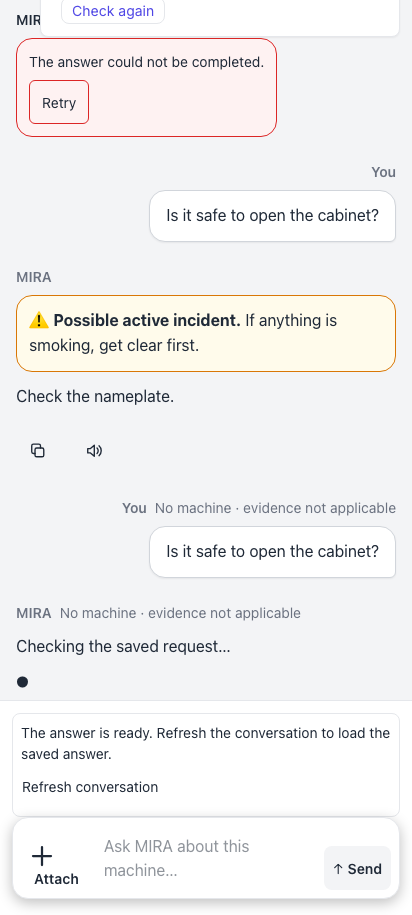 Check again
MIR
The answer could not be completed.
Retry
You
Is it safe to open the cabinet?
MIRA
⚠️ Possible active incident. If anything is
smoking, get clear first.
Check the nameplate.
You No machine · evidence not applicable
Is it safe to open the cabinet?
MIRA No machine · evidence not applicable
Checking the saved request...
The answer is ready. Refresh the conversation to load the
saved answer.
Refresh conversation
Attach
Ask MIRA about this
machine...
↑ Send